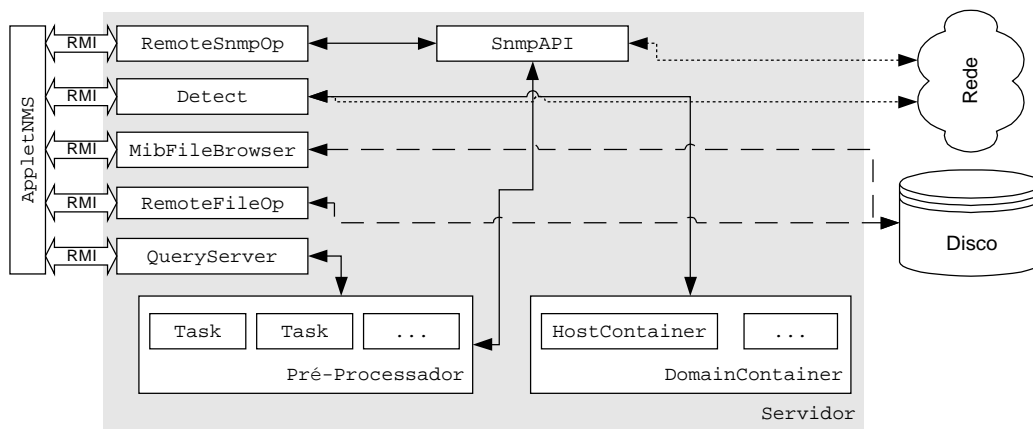 AppletNMS
RMI
RemoteSnmpOp
SnmpAPI
Rede
RMI
Detect
RMI
MibFileBrowser
RMI
RemoteFileOp
Disco
RMI
QueryServer
Task
Task
...
Pré-Processador
HostContainer
...
DomainContainer
Servidor